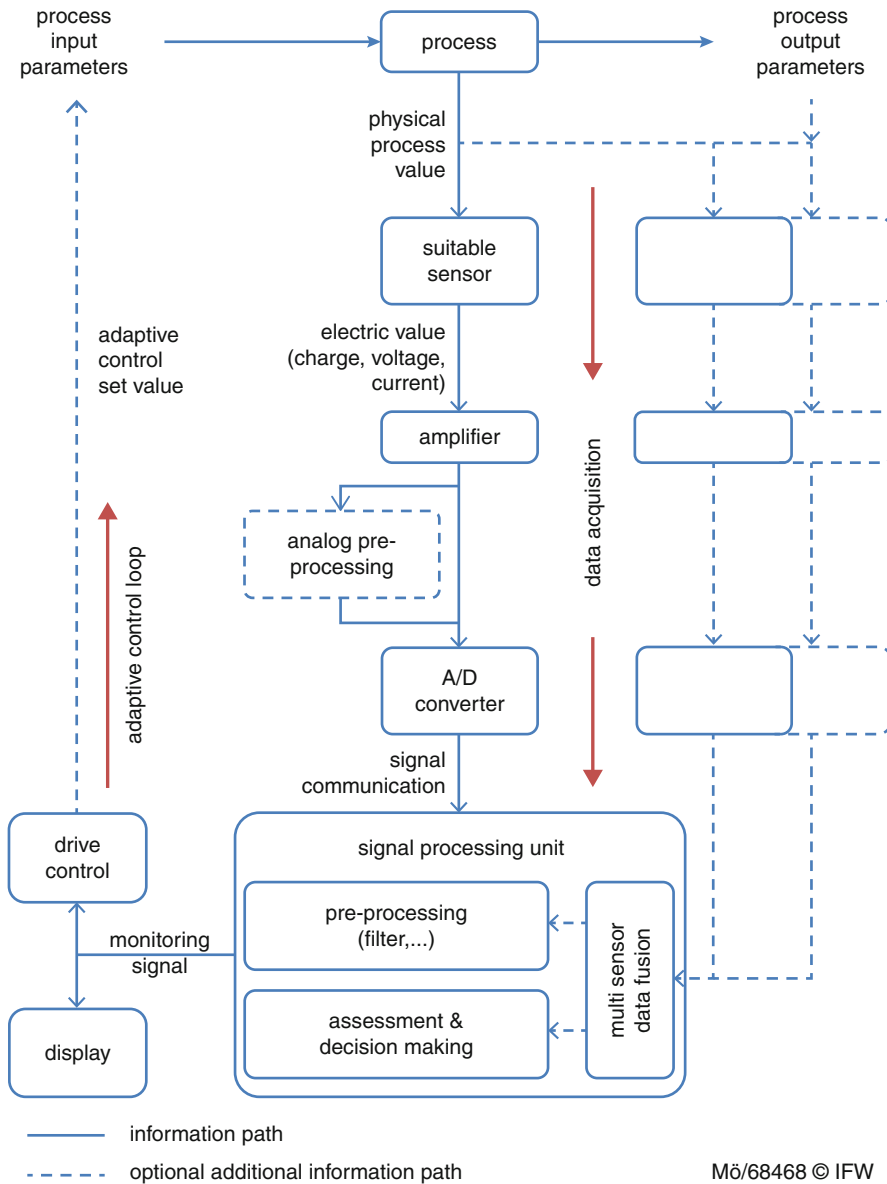 process
input
parameters
process
process
output
parameters
physical
process
value
suitable
sensor
adaptive
control
set value
electric value
(charge, voltage,
current)
amplifier
data acquisition
analog pre-
processing
adaptive control loop
A/D
converter
signal
communication
drive
control
signal processing unit
pre-processing
(filter,...)
multi sensor
data fusion
monitoring
signal
assessment &
decision making
display
information path
optional additional information path
Mö/68468 © IFW